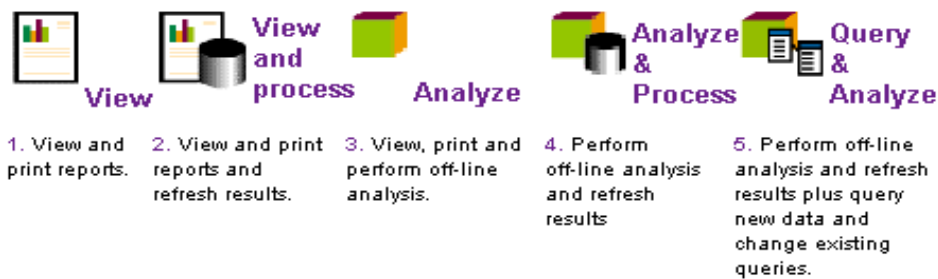 View
View
and
process
Analyze
Analyze
&
Process
Query
&
Analyze
1. View and
print reports.
2. View and print
reports and
refresh results.
3. View, print and
perform off-line
analysis.
4. Perform
off-line analysis
and refresh
results
5. Perform off-line
analysis and refresh
results plus query
new data and
change existing
queries.